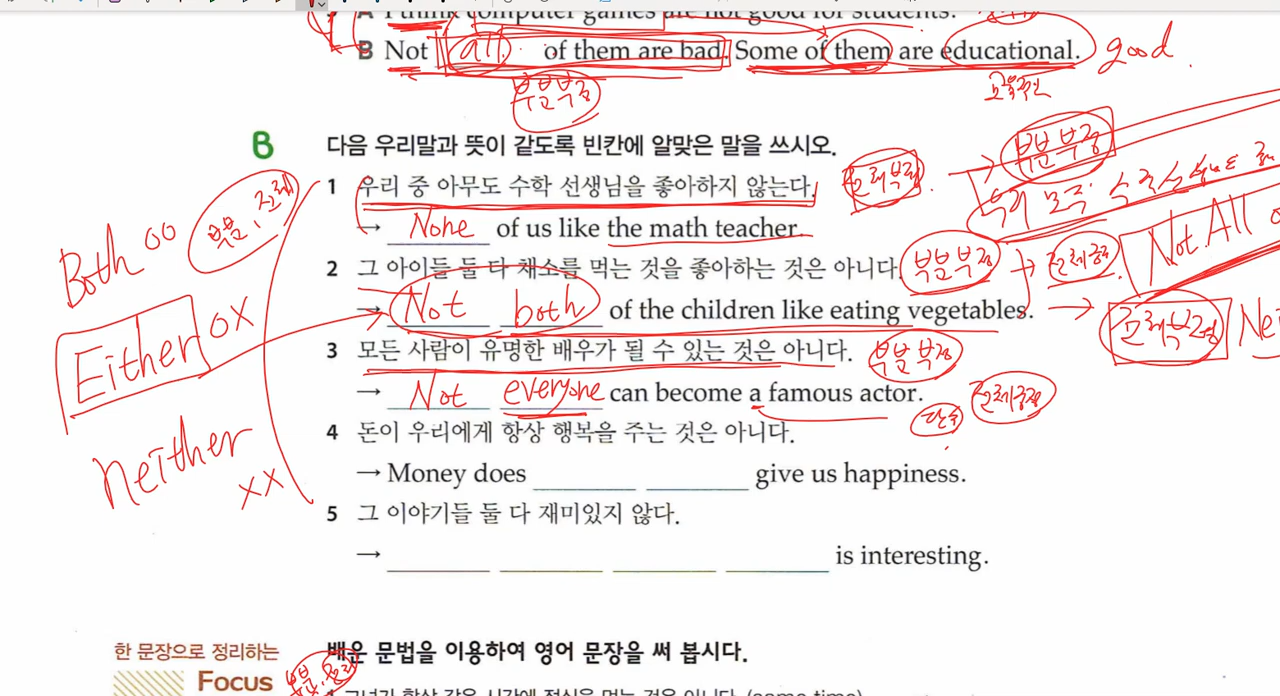 A I think computer games are not good for students.
B Not all of them are bad. Some of them are educational. good
부분부정
교육적인
B 다음 우리말과 뜻이 같도록 빈칸에 알맞은 말을 쓰시오.
부분부정
1 우리 중 아무도 수학 선생님을 좋아하지 않는다. 전체부정
→ None of us like the math teacher.
Not All
Both oo 부분, 전체
2 그 아이들 둘 다 채소를 먹는 것을 좋아하는 것은 아니다. 부분부정 → 전체긍정
→ Not both of the children like eating vegetables. → 전체부정
Either ox
3 모든 사람이 유명한 배우가 될 수 있는 것은 아니다. 부분부정
→ Not everyone can become a famous actor. 단수 전체긍정
neither xx
4 돈이 우리에게 항상 행복을 주는 것은 아니다.
→ Money does ____ ____ give us happiness.
5 그 이야기들 둘 다 재미있지 않다.
→ ____ ____ ____ ____ is interesting.
한 문장으로 정리하는
Focus
배운 문법을 이용하여 영어 문장을 써 봅시다.